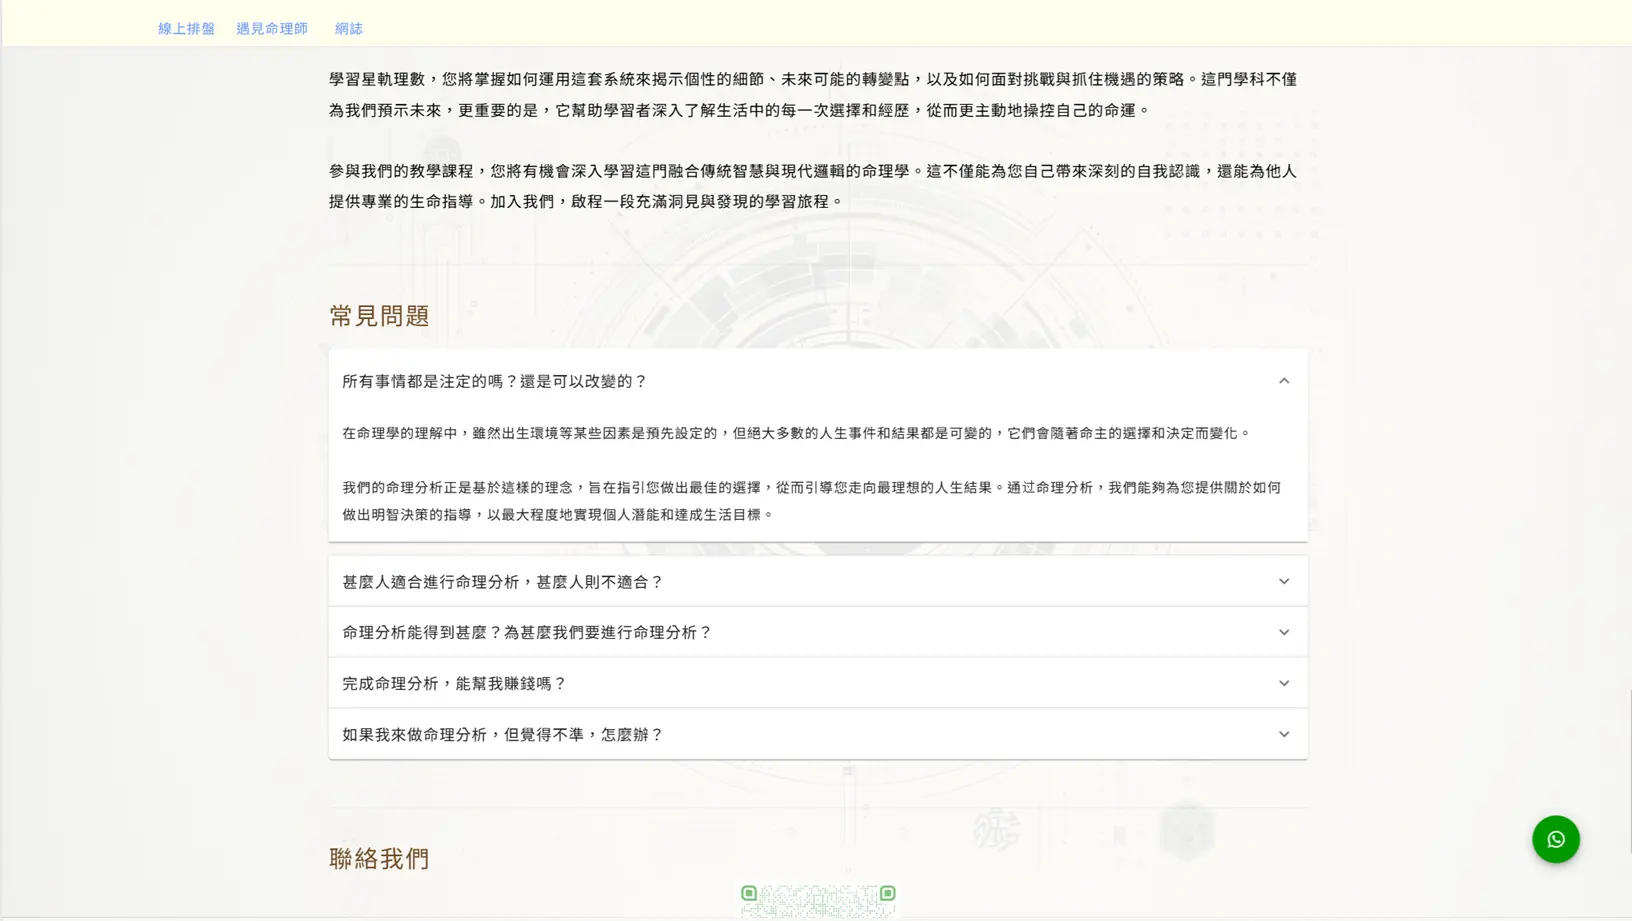 線上排盤 遇見命理師 網誌
學習星軌理數，您將掌握如何運用這套系統來揭示個性的細節、未來可能的轉變點，以及如何面對挑戰與抓住機遇的策略。這門學科不僅
為我們預示未來，更重要的是，它幫助學習者深入了解生活中的每一次選擇和經歷，從而更主動地操控自己的命運。
參與我們的教學課程，您將有機會深入學習這門融合傳統智慧與現代邏輯的命理學。這不僅能為您自己帶來深刻的自我認識，還能為他人
提供專業的生命指導。加入我們，啟程一段充滿洞見與發現的學習旅程。
常見問題
所有事情都是注定的嗎？還是可以改變的？
在命理學的理解中，雖然出生環境等某些因素是預先設定的，但絕大多數的人生事件和結果都是可變的，它們會隨著命主的選擇和決定而變化。
我們的命理分析正是基於這樣的理念，旨在指引您做出最佳的選擇，從而引導您走向最理想的人生結果。通过命理分析，我們能夠為您提供關於如何
做出明智決策的指導，以最大程度地實現個人潛能和達成生活目標。
甚麼人適合進行命理分析，甚麼人則不適合？
命理分析能得到甚麼？為甚麼我們要進行命理分析？
完成命理分析，能幫我賺錢嗎？
如果我來做命理分析，但覺得不準，怎麼辦？
聯絡我們